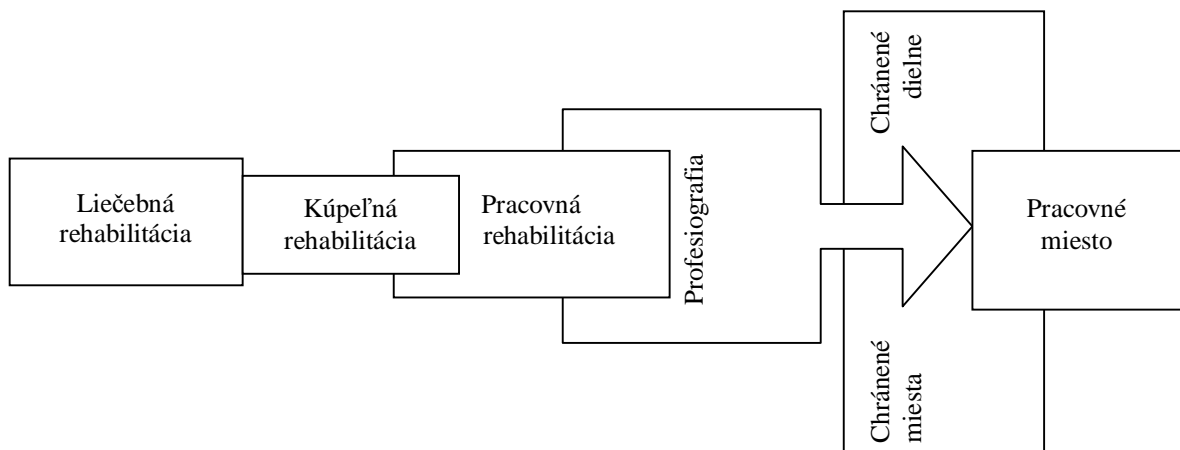 Liečebná
rehabilitácia
Kúpeľná
rehabilitácia
Pracovná
rehabilitácia
Profesiografia
Chránené
dielne
Chránené
miesta
Pracovné
miesto